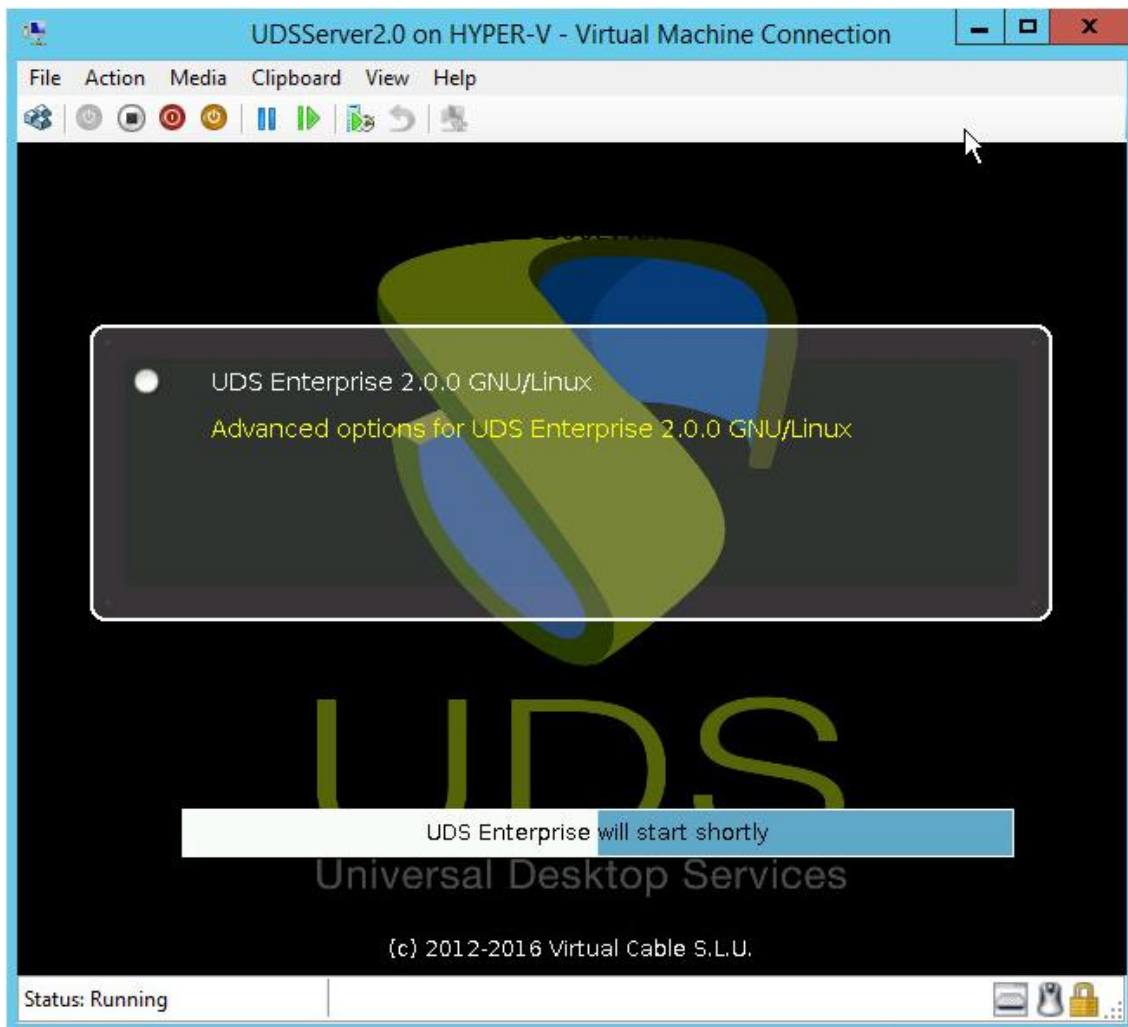 UDSServer2.0 on HYPER-V - Virtual Machine Connection
File Action Media Clipboard View Help
UDS Enterprise 2.0.0 GNU/Linux
Advanced options for UDS Enterprise 2.0.0 GNU/Linux
UDS
UDS Enterprise will start shortly
Universal Desktop Services
(c) 2012-2016 Virtual Cable S.L.U.
Status: Running